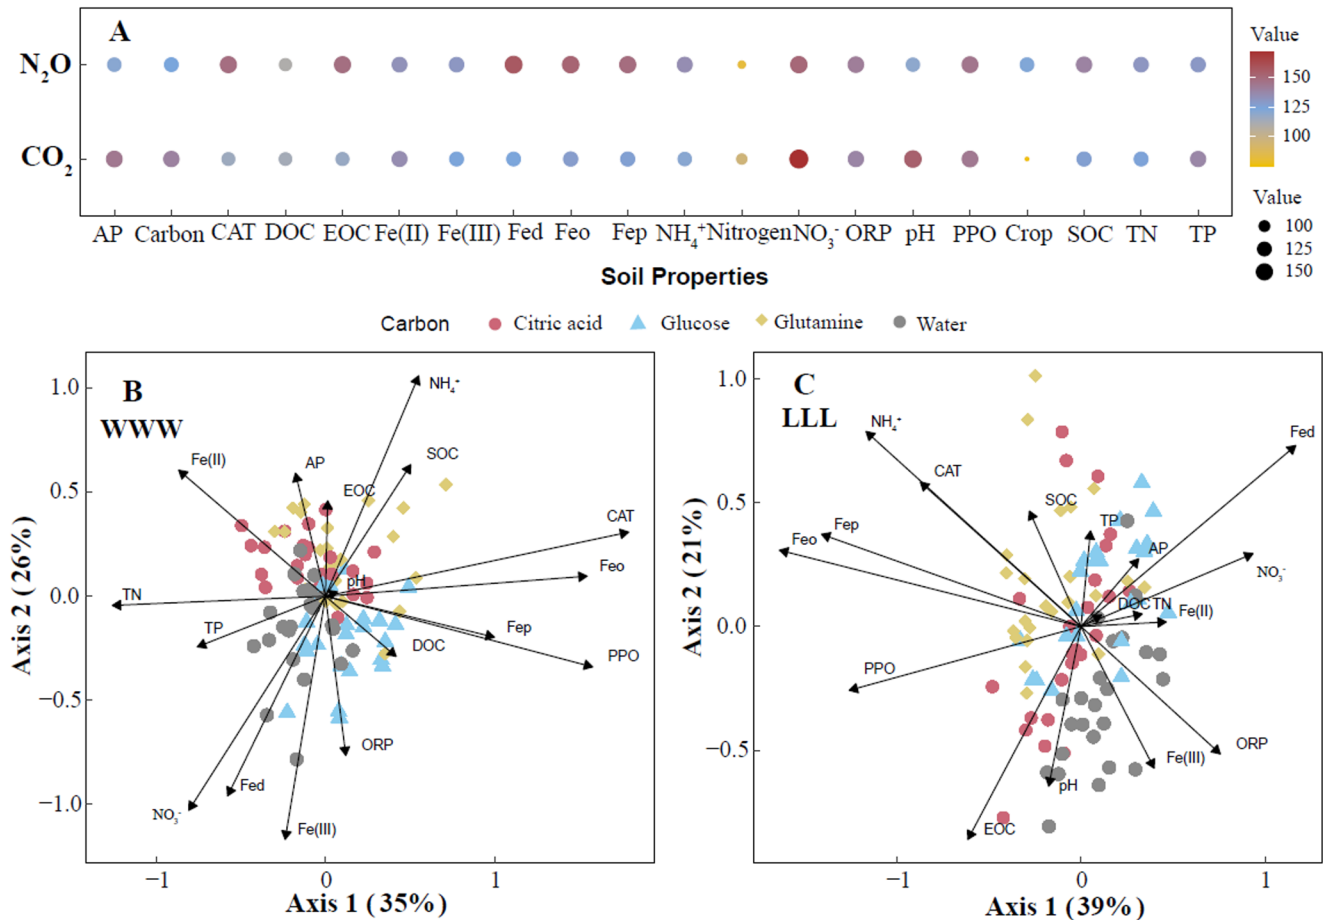 A
N₂O
CO₂
AP Carbon CAT DOC EOC Fe(II) Fe(III) Fed Feo Fep NH₄⁺ Nitrogen NO₃⁻ ORP pH PPO Crop SOC TN TP
Soil Properties
Value
150
125
100
Value
100
125
150
Carbon Citric acid Glucose Glutamine Water
B
WWW
Axis 2 (26%)
1.0
0.5
0.0
−0.5
−1.0
NH₄⁺
SOC
Fe(II)
AP
EOC
CAT
Feo
pH
TN
TP
Fep
DOC
PPO
ORP
Fed
NO₃⁻
Fe(III)
−1 0 1
Axis 1 (35%)
C
LLL
Axis 2 (21%)
1.0
0.5
0.0
−0.5
NH₄⁺
Fed
CAT
SOC
TP
Fep
Feo
AP
NO₃⁻
DOC TN
Fe(II)
PPO
ORP
Fe(III)
pH
EOC
−1 0 1
Axis 1 (39%)